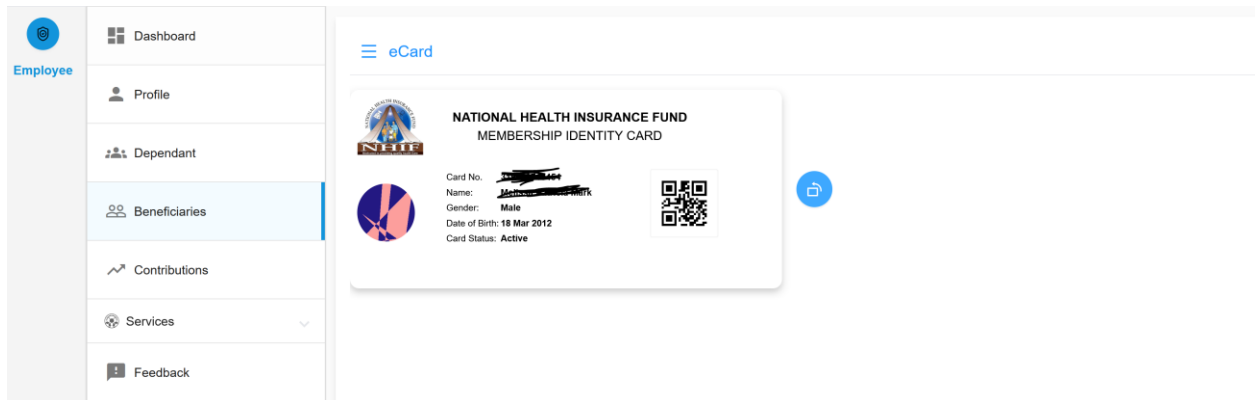 Employee
Dashboard
Profile
Dependant
Beneficiaries
Contributions
Services
Feedback
eCard
NHIF
NATIONAL HEALTH INSURANCE FUND
MEMBERSHIP IDENTITY CARD
Card No.
Name:
Gender: Male
Date of Birth: 18 Mar 2012
Card Status: Active